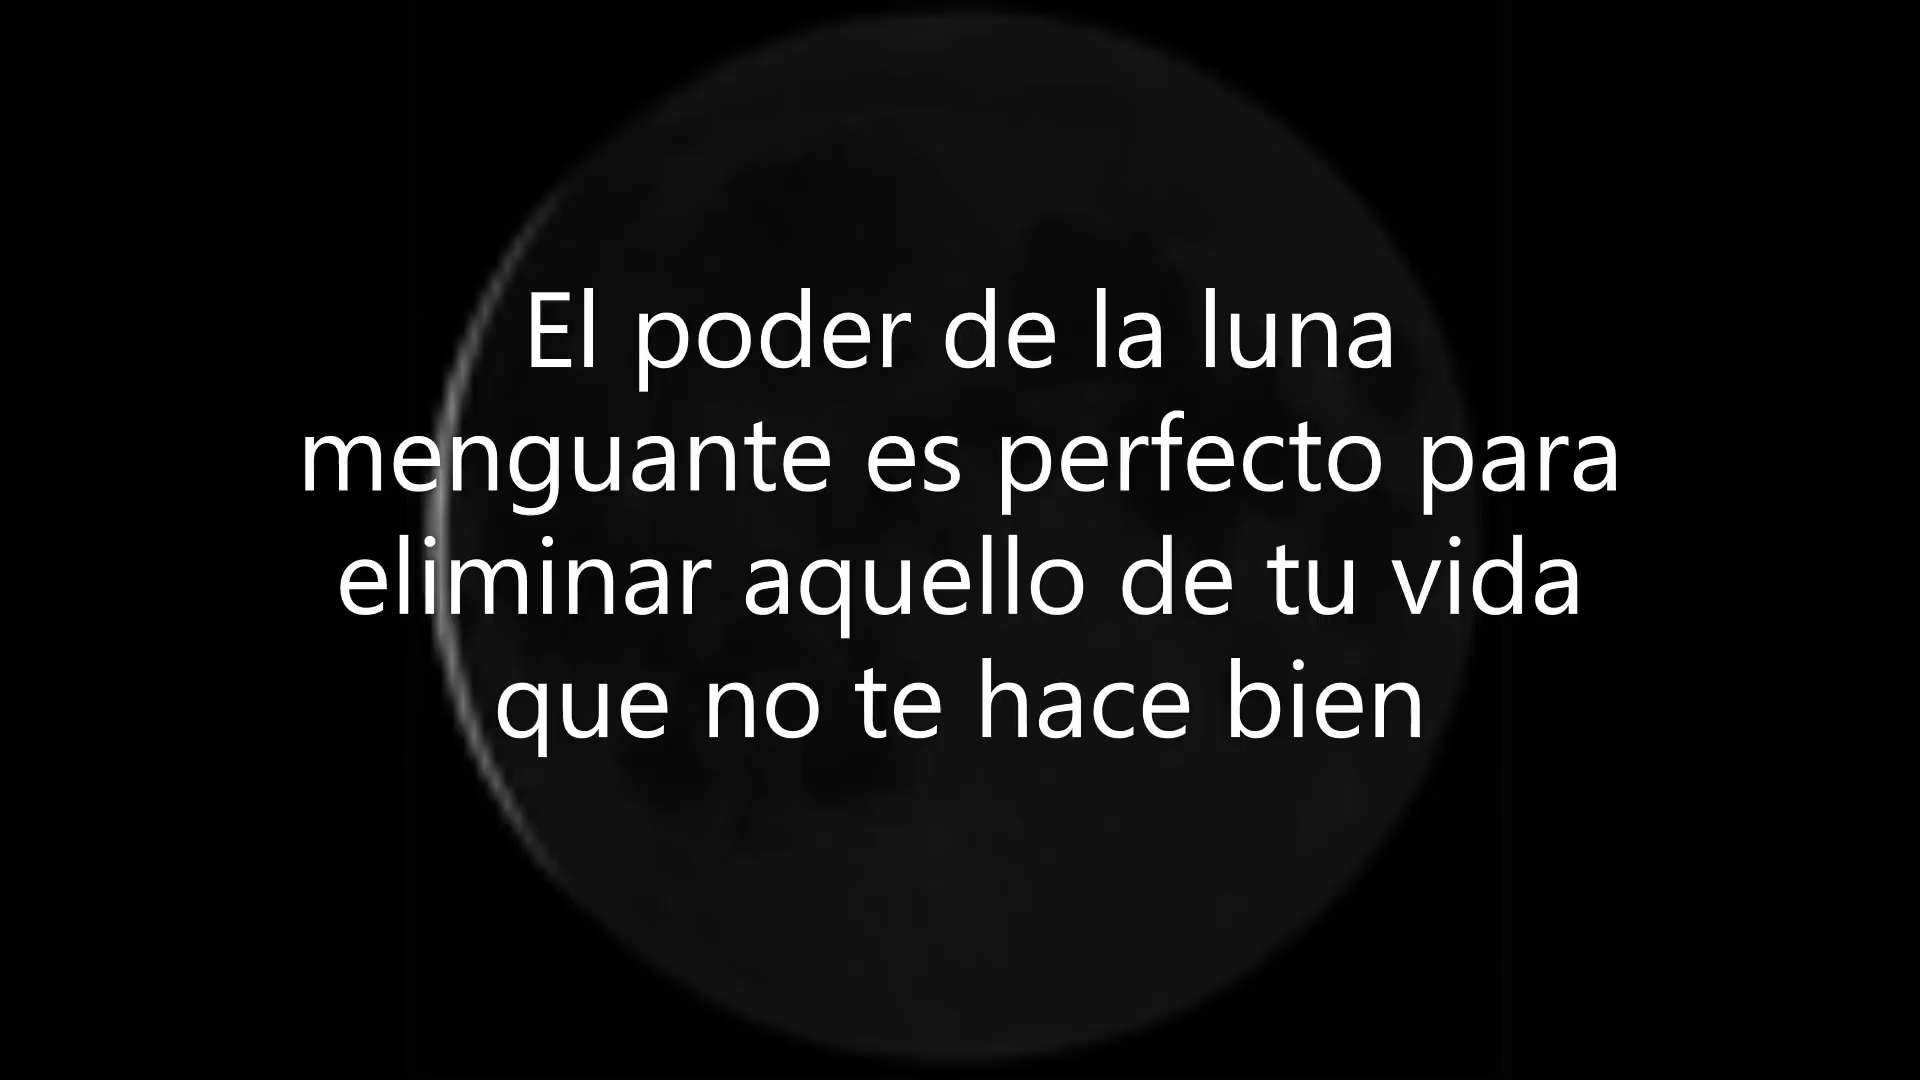 El poder de la luna
menguante es perfecto para
eliminar aquello de tu vida
que no te hace bien